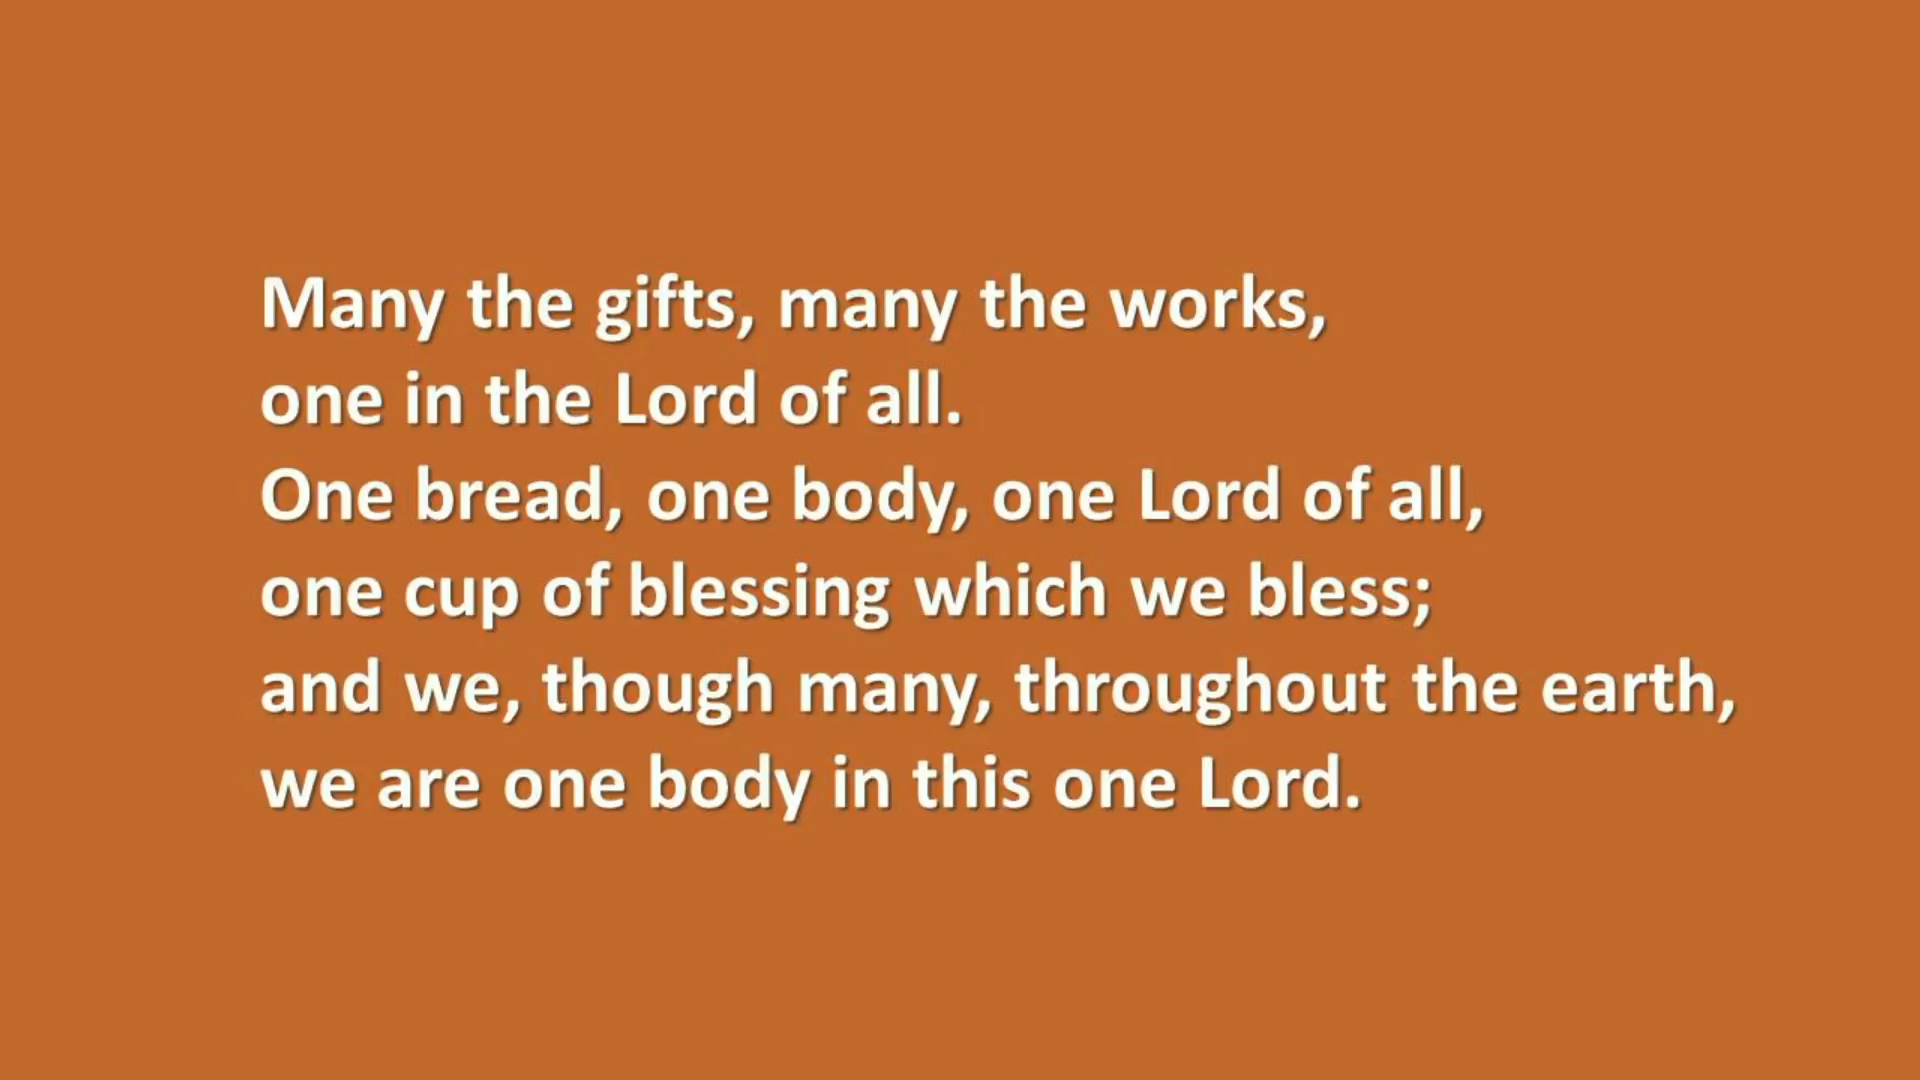 Many the gifts, many the works,
one in the Lord of all.
One bread, one body, one Lord of all,
one cup of blessing which we bless;
and we, though many, throughout the earth,
we are one body in this one Lord.